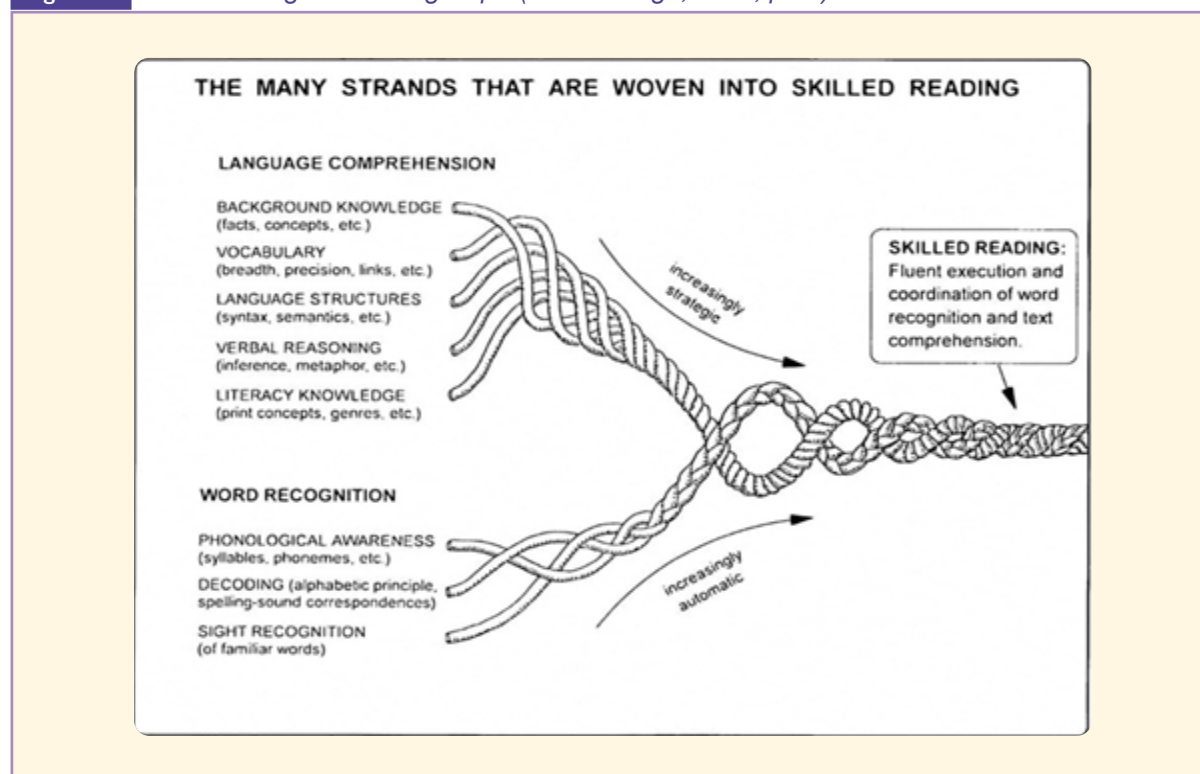 THE MANY STRANDS THAT ARE WOVEN INTO SKILLED READING
LANGUAGE COMPREHENSION
BACKGROUND KNOWLEDGE
(facts, concepts, etc.)
VOCABULARY
(breadth, precision, links, etc.)
LANGUAGE STRUCTURES
(syntax, semantics, etc.)
VERBAL REASONING
(inference, metaphor, etc.)
LITERACY KNOWLEDGE
(print concepts, genres, etc.)
increasingly
strategic
SKILLED READING:
Fluent execution and
coordination of word
recognition and text
comprehension.
WORD RECOGNITION
PHONOLOGICAL AWARENESS
(syllables, phonemes, etc.)
DECODING (alphabetic principle,
spelling-sound correspondences)
SIGHT RECOGNITION
(of familiar words)
increasingly
automatic